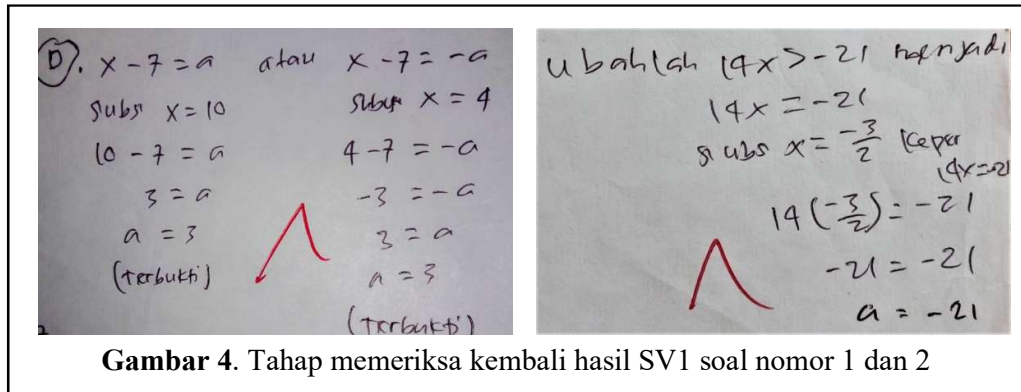 D). x - 7 = a atau x - 7 = -a
subs x = 10 subs x = 4
10 - 7 = a 4 - 7 = -a
3 = a -3 = -a
a = 3 3 = a
(terbukti) a = 3
(terbukti)
ubahlah 14x > -21 menjadi
14x = -21
subs x = -3/2 keper
14x=-21
14(-3/2) = -21
-21 = -21
a = -21
Gambar 4. Tahap memeriksa kembali hasil SV1 soal nomor 1 dan 2